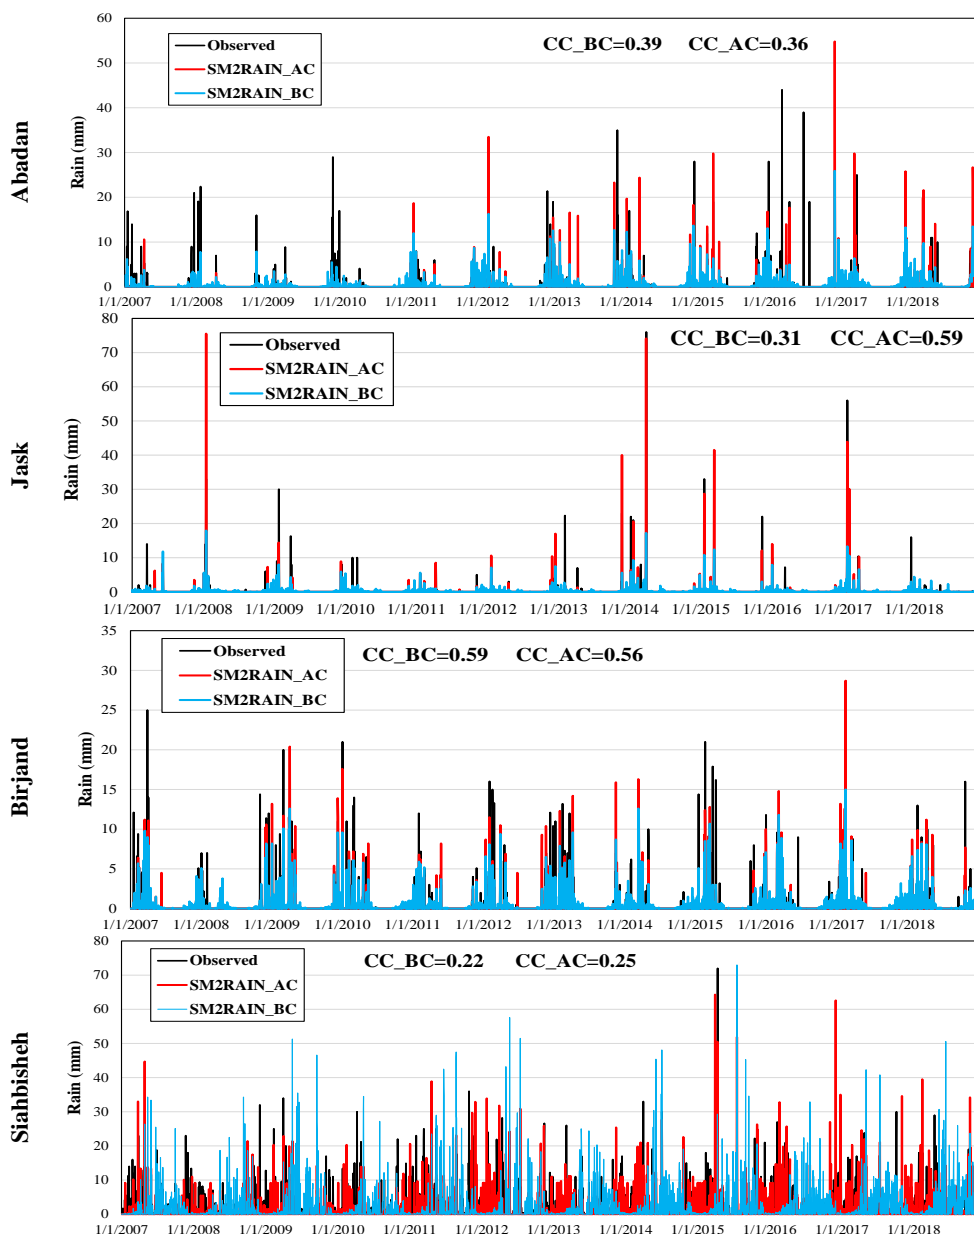 Abadan
Rain (mm)
60
50
40
30
20
10
0
Observed
SM2RAIN_AC
SM2RAIN_BC
CC_BC=0.39 CC_AC=0.36
1/1/2007 1/1/2008 1/1/2009 1/1/2010 1/1/2011 1/1/2012 1/1/2013 1/1/2014 1/1/2015 1/1/2016 1/1/2017 1/1/2018
Jask
Rain (mm)
80
70
60
50
40
30
20
10
0
Observed
SM2RAIN_AC
SM2RAIN_BC
CC_BC=0.31 CC_AC=0.59
1/1/2007 1/1/2008 1/1/2009 1/1/2010 1/1/2011 1/1/2012 1/1/2013 1/1/2014 1/1/2015 1/1/2016 1/1/2017 1/1/2018
Birjand
Rain (mm)
35
30
25
20
15
10
5
0
Observed
SM2RAIN_AC
SM2RAIN_BC
CC_BC=0.59 CC_AC=0.56
1/1/2007 1/1/2008 1/1/2009 1/1/2010 1/1/2011 1/1/2012 1/1/2013 1/1/2014 1/1/2015 1/1/2016 1/1/2017 1/1/2018
Siahbisheh
Rain (mm)
80
70
60
50
40
30
20
10
0
Observed
SM2RAIN_AC
SM2RAIN_BC
CC_BC=0.22 CC_AC=0.25
1/1/2007 1/1/2008 1/1/2009 1/1/2010 1/1/2011 1/1/2012 1/1/2013 1/1/2014 1/1/2015 1/1/2016 1/1/2017 1/1/2018